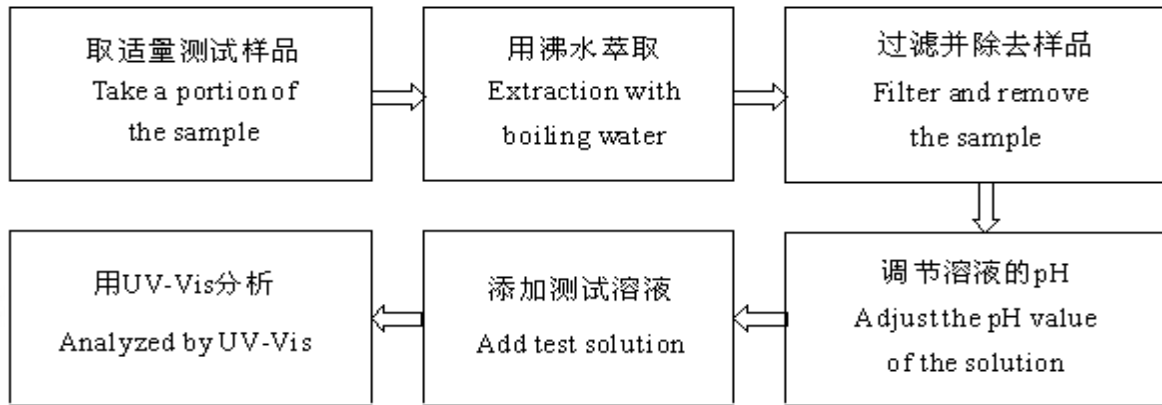 取适量测试样品
Take a portion of
the sample
用沸水萃取
Extraction with
boiling water
过滤并除去样品
Filter and remove
the sample
调节溶液的pH
Adjust the pH value
of the solution
添加测试溶液
Add test solution
用UV-Vis分析
Analyzed by UV-Vis